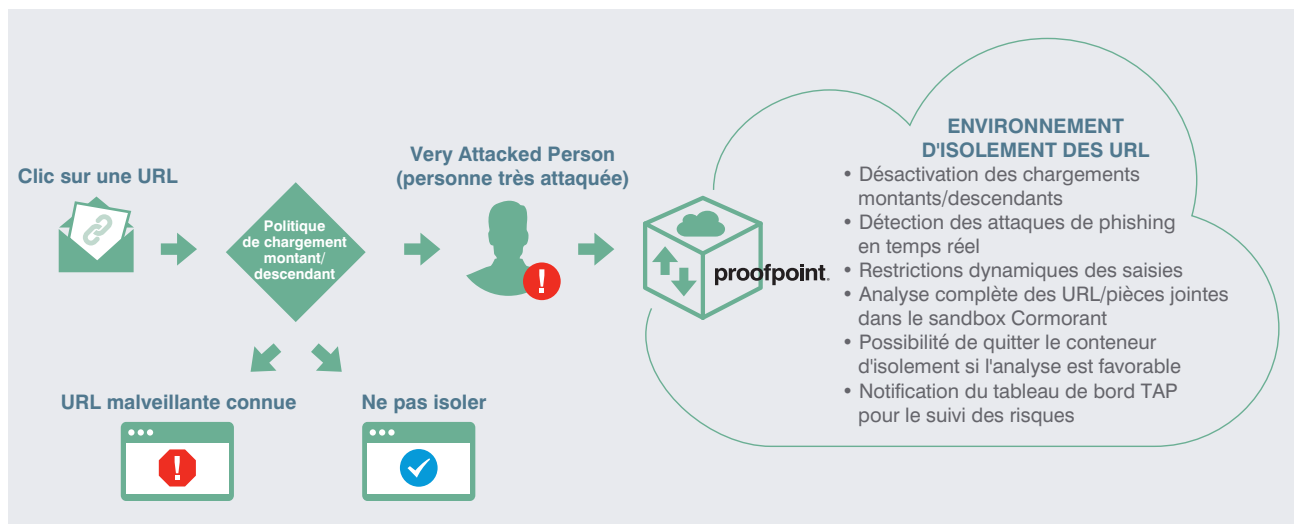 Clic sur une URL
Politique
de chargement
montant/
descendant
Very Attacked Person
(personne très attaquée)
proofpoint.
ENVIRONNEMENT
D'ISOLEMENT DES URL
• Désactivation des chargements
montants/descendants
• Détection des attaques de phishing
en temps réel
• Restrictions dynamiques des saisies
• Analyse complète des URL/pièces jointes
dans le sandbox Cormorant
• Possibilité de quitter le conteneur
d'isolement si l'analyse est favorable
• Notification du tableau de bord TAP
pour le suivi des risques
URL malveillante connue
Ne pas isoler